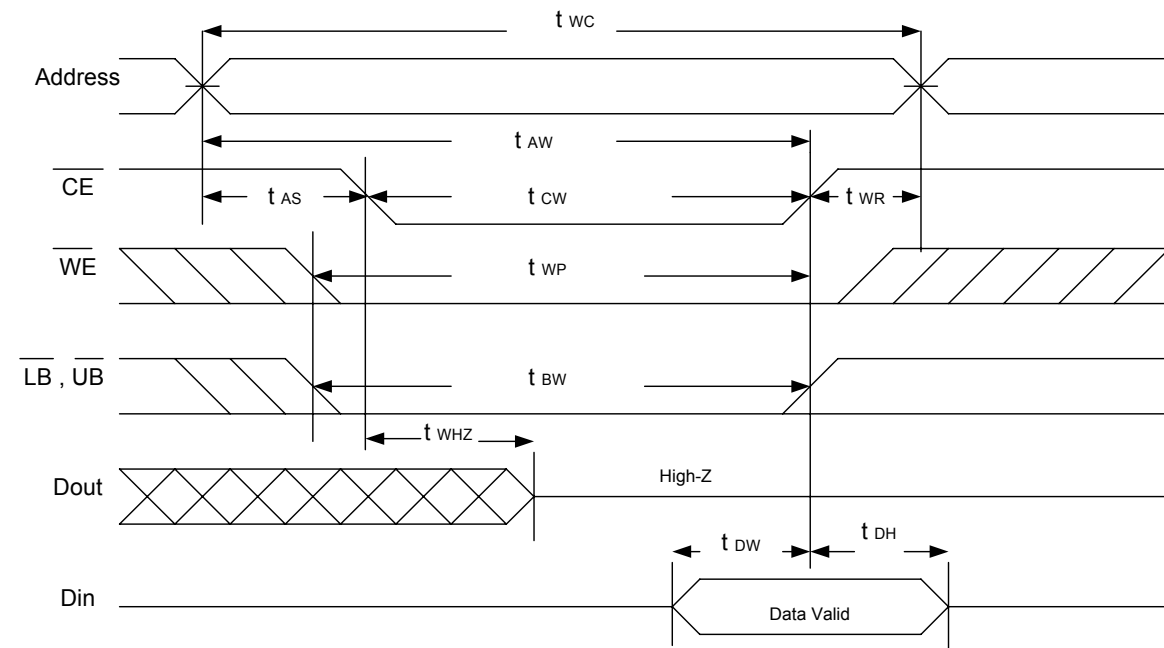 t WC
Address
t AW
CE
t AS
t CW
t WR
WE
t WP
LB , UB
t BW
t WHZ
Dout
High-Z
t DW
t DH
Din
Data Valid